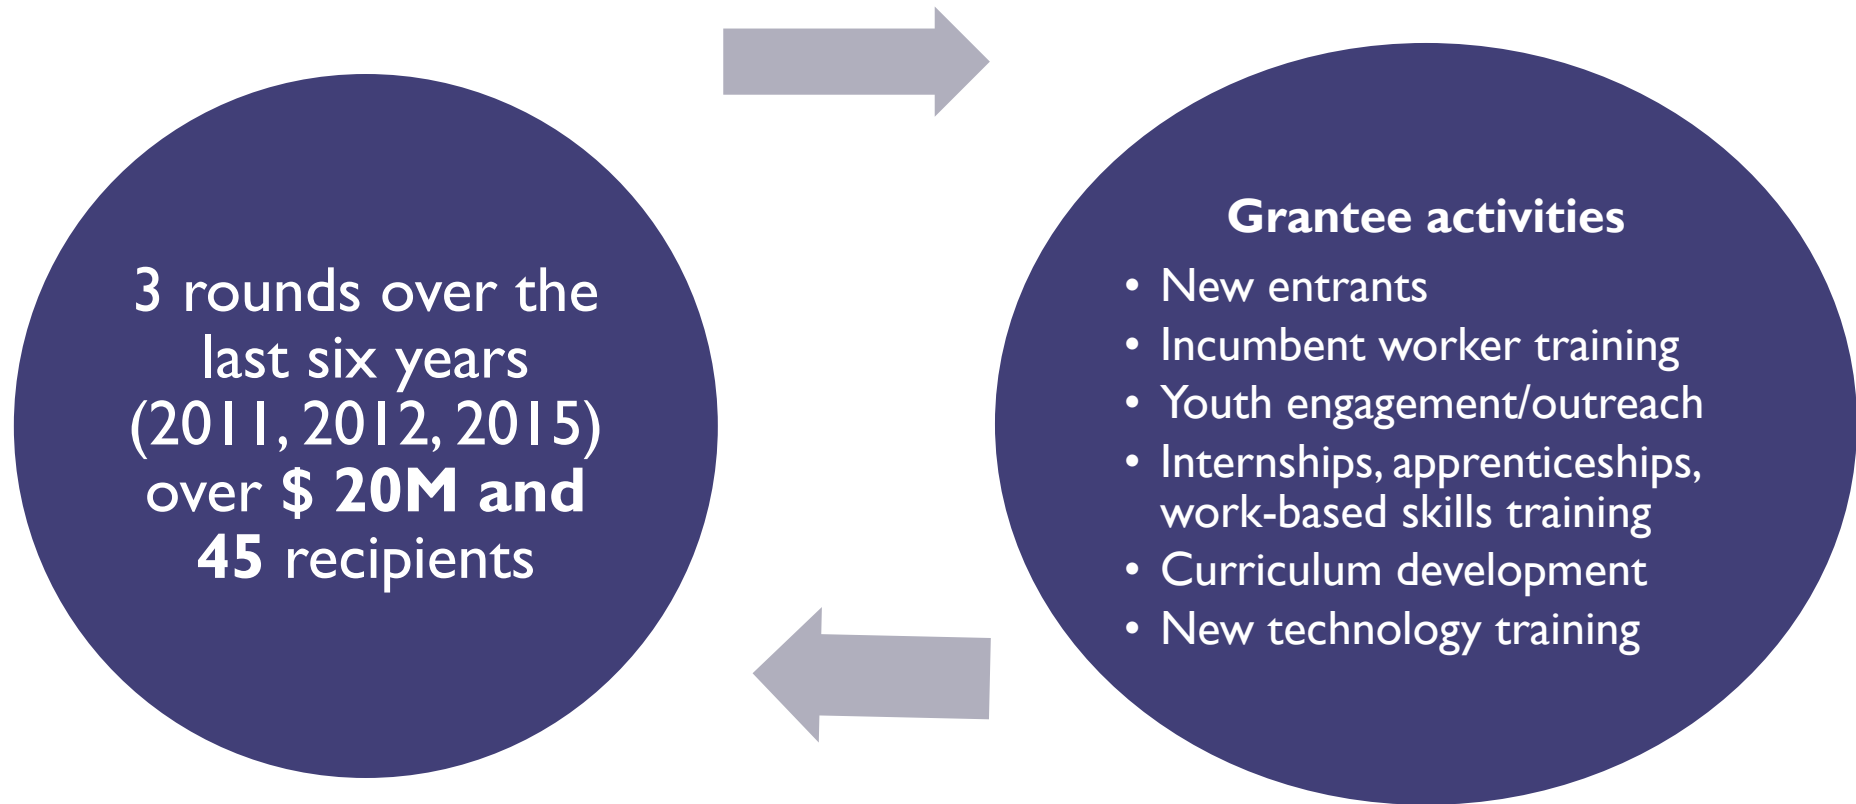 3 rounds over the
last six years
(2011, 2012, 2015)
over $ 20M and
45 recipients
Grantee activities
• New entrants
• Incumbent worker training
• Youth engagement/outreach
• Internships, apprenticeships,
work-based skills training
• Curriculum development
• New technology training